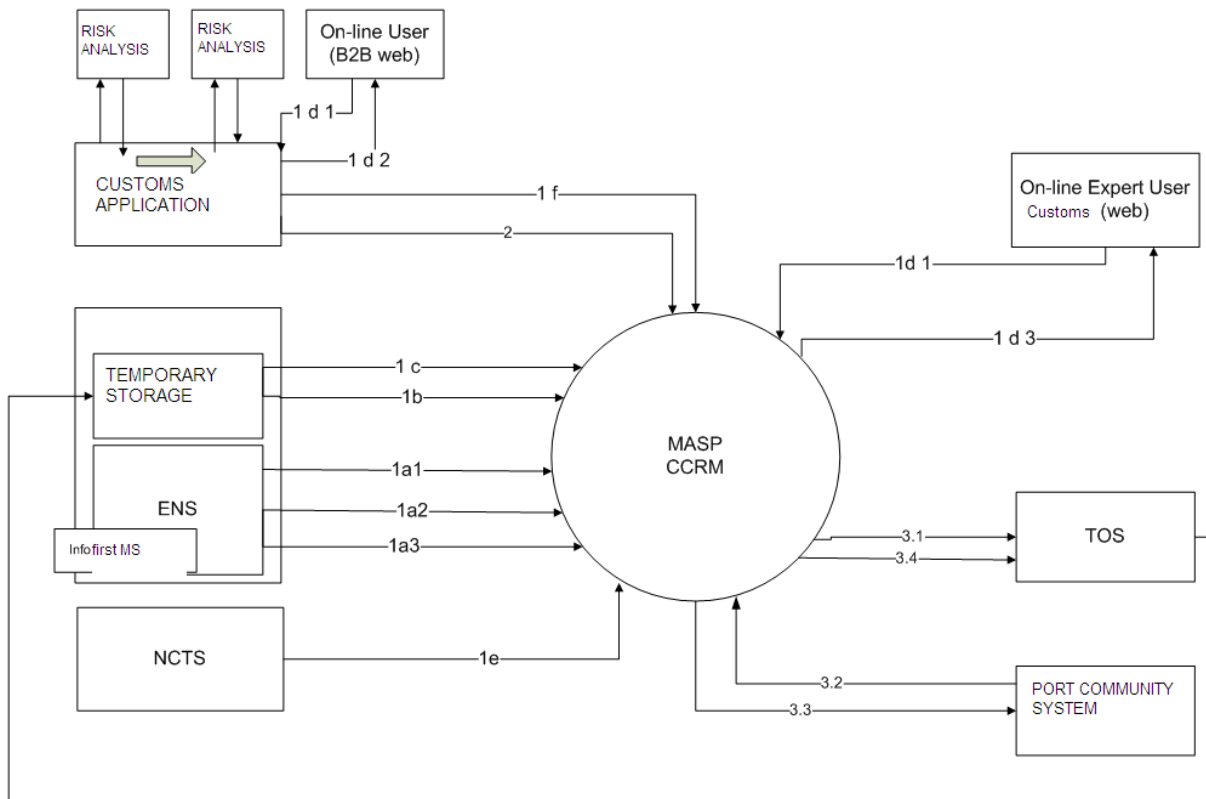 RISK
ANALYSIS
RISK
ANALYSIS
On-line User
(B2B web)
1 d 1
1 d 2
CUSTOMS
APPLICATION
1 f
2
On-line Expert User
Customs (web)
1d 1
1 d 3
TEMPORARY
STORAGE
1 c
1b
MASP
CCRM
1a1
ENS
1a2
Infofirst MS
1a3
3.1
3.4
TOS
NCTS
1e
3.2
3.3
PORT COMMUNITY
SYSTEM